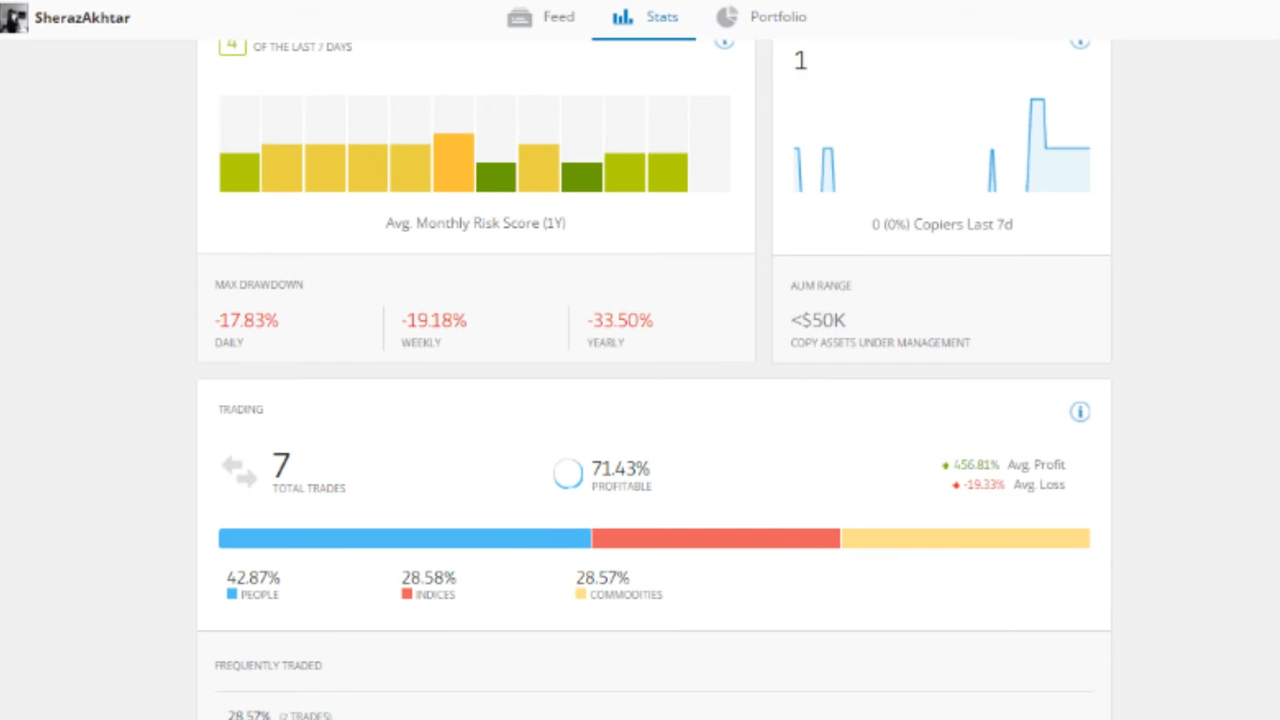 SherazAkhtar
Feed
Stats
Portfolio
4 OF THE LAST 7 DAYS
1
Avg. Monthly Risk Score (1Y)
0 (0%) Copiers Last 7d
MAX DRAWDOWN
-17.83%
DAILY
-19.18%
WEEKLY
-33.50%
YEARLY
AUM RANGE
<$50K
COPY ASSETS UNDER MANAGEMENT
TRADING
7
TOTAL TRADES
71.43%
PROFITABLE
456.81% Avg. Profit
-19.33% Avg. Loss
42.87%
PEOPLE
28.58%
INDICES
28.57%
COMMODITIES
FREQUENTLY TRADED
28.57% (2 TRADES)